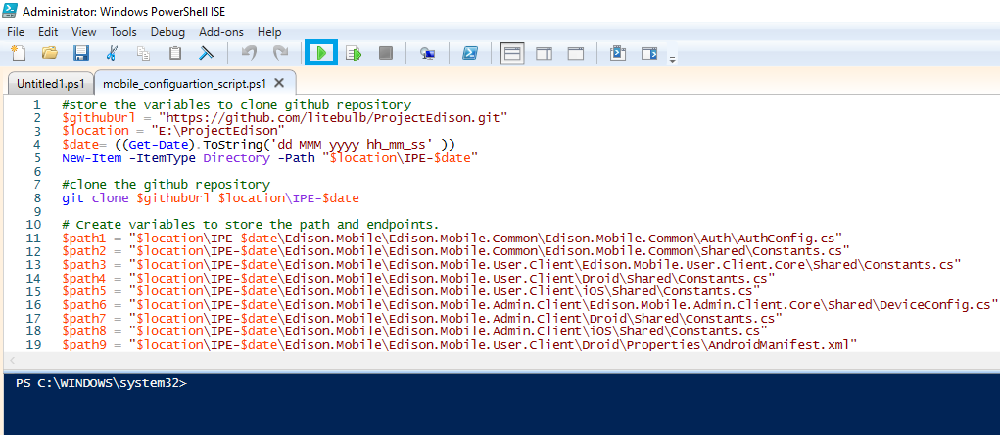 Administrator: Windows PowerShell ISE
File Edit View Tools Debug Add-ons Help
Untitled1.ps1 mobile_configuartion_script.ps1 X
1 #store the variables to clone github repository
2 $githubUrl = "https://github.com/litebulb/ProjectEdison.git"
3 $location = "E:\ProjectEdison"
4 $date= ((Get-Date).ToString('dd MMM yyyy hh_mm_ss' ))
5 New-Item -ItemType Directory -Path "$location\IPE-$date"
6
7 #clone the github repository
8 git clone $githubUrl $location\IPE-$date
9
10 # Create variables to store the path and endpoints.
11 $path1 = "$location\IPE-$date\Edison.Mobile\Edison.Mobile.Common\Edison.Mobile.Common\Auth\AuthConfig.cs"
12 $path2 = "$location\IPE-$date\Edison.Mobile\Edison.Mobile.Common\Edison.Mobile.Common\Shared\Constants.cs"
13 $path3 = "$location\IPE-$date\Edison.Mobile\Edison.Mobile.User.Client\Edison.Mobile.User.Client.Core\Shared\Constants.cs"
14 $path4 = "$location\IPE-$date\Edison.Mobile\Edison.Mobile.User.Client\Droid\Shared\Constants.cs"
15 $path5 = "$location\IPE-$date\Edison.Mobile\Edison.Mobile.User.Client\iOS\Shared\Constants.cs"
16 $path6 = "$location\IPE-$date\Edison.Mobile\Edison.Mobile.Admin.Client\Edison.Mobile.Admin.Client.Core\Shared\DeviceConfig.cs"
17 $path7 = "$location\IPE-$date\Edison.Mobile\Edison.Mobile.Admin.Client\Droid\Shared\Constants.cs"
18 $path8 = "$location\IPE-$date\Edison.Mobile\Edison.Mobile.Admin.Client\iOS\Shared\Constants.cs"
19 $path9 = "$location\IPE-$date\Edison.Mobile\Edison.Mobile.User.Client\Droid\Properties\AndroidManifest.xml"
PS C:\WINDOWS\system32>